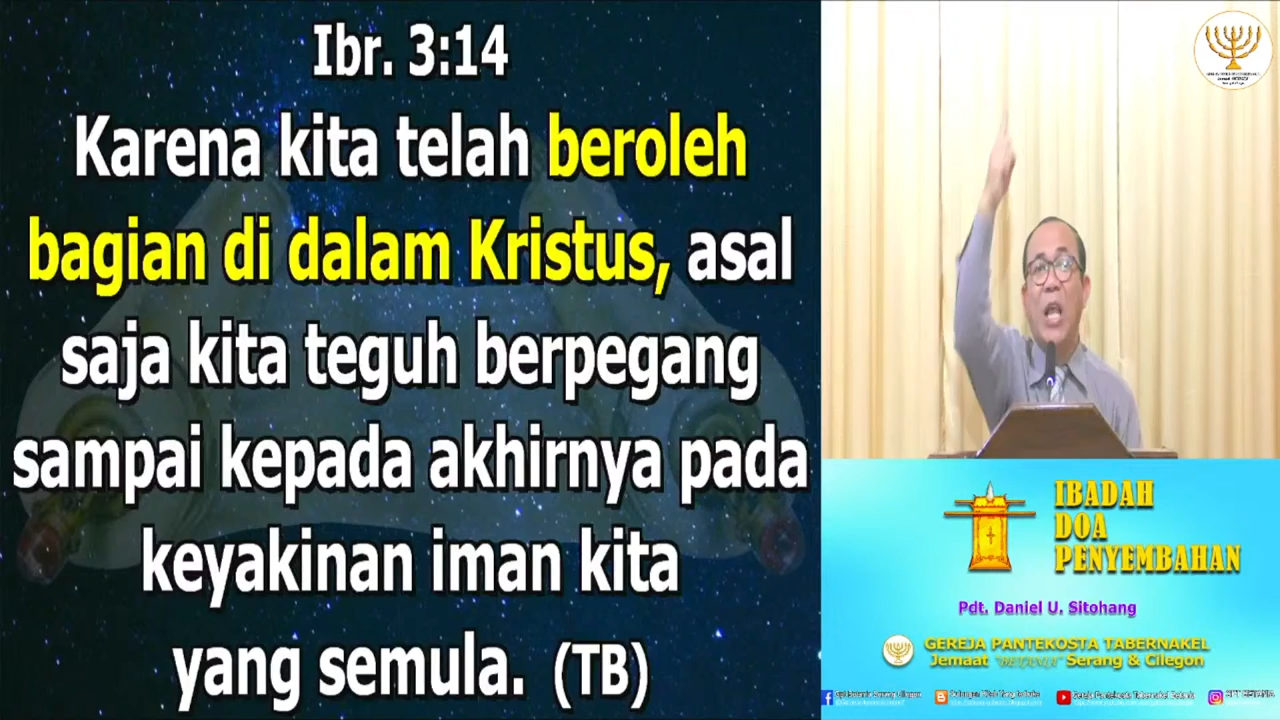 Ibr. 3:14
Karena kita telah beroleh
bagian di dalam Kristus, asal
saja kita teguh berpegang
sampai kepada akhirnya pada
keyakinan iman kita
yang semula. (TB)
IBADAH
DOA
PENYEMBAHAN
Pdt. Daniel U. Sitohang
GEREJA PANTEKOSTA TABERNAKEL
Jemaat "BETANIA" Serang & Cilegon